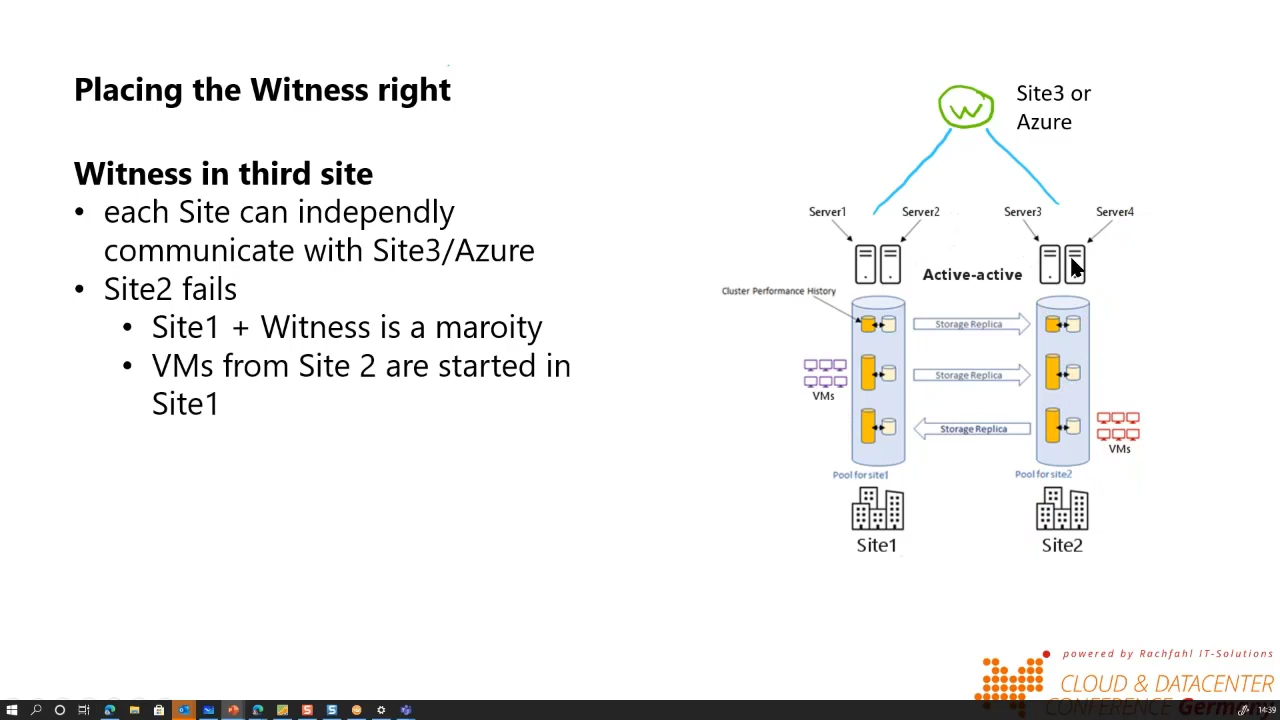 Placing the Witness right
Witness in third site
• each Site can independly
communicate with Site3/Azure
• Site2 fails
• Site1 + Witness is a maroity
• VMs from Site 2 are started in
Site1
W
Site3 or
Azure
Server1
Server2
Server3
Server4
Active-active
Cluster Performance History
Storage Replica
Storage Replica
VMs
Storage Replica
VMs
Pool for site1
Pool for site2
Site1
Site2
powered by Rachfahl IT-Solutions
CLOUD & DATACENTER
CONFERENCE Germany
14:39